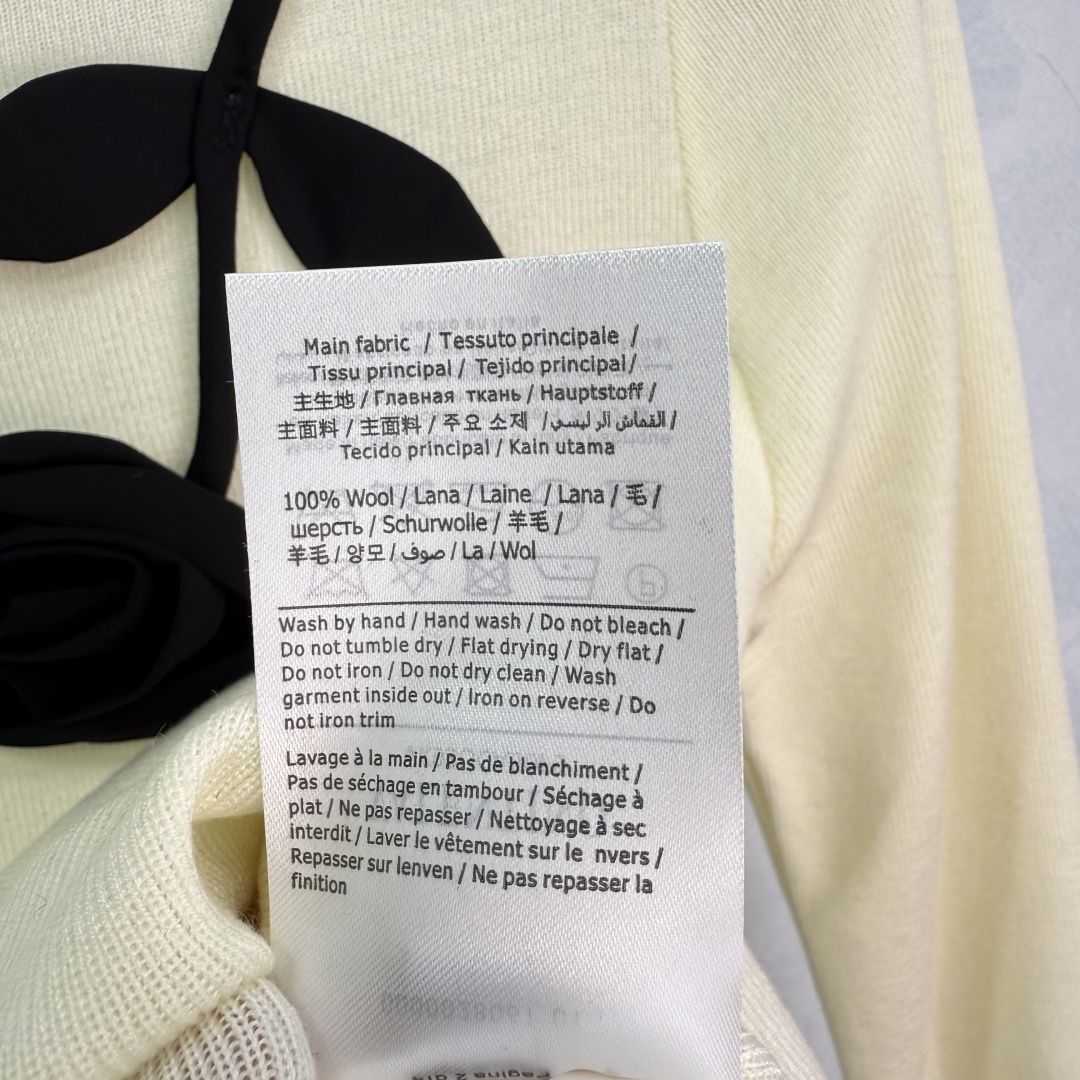 Main fabric / Tessuto principale /
Tissu principal / Tejido principal /
主生地 / Главная ткань / Hauptstoff /
主面料 / 主面料 / 주요 소제 / القماش الرئيسي /
Tecido principal / Kain utama
100% Wool / Lana / Laine / Lana / 毛 /
шерсть / Schurwolle / 羊毛 /
羊毛 / 양모 / صوف / La / Wol
Wash by hand / Hand wash / Do not bleach /
Do not tumble dry / Flat drying / Dry flat /
Do not iron / Do not dry clean / Wash
garment inside out / Iron on reverse / Do
not iron trim
Lavage à la main / Pas de blanchiment /
Pas de séchage en tambour / Séchage à
plat / Ne pas repasser / Nettoyage à sec
interdit / Laver le vêtement sur le nvers /
Repasser sur lenven / Ne pas repasser la
finition